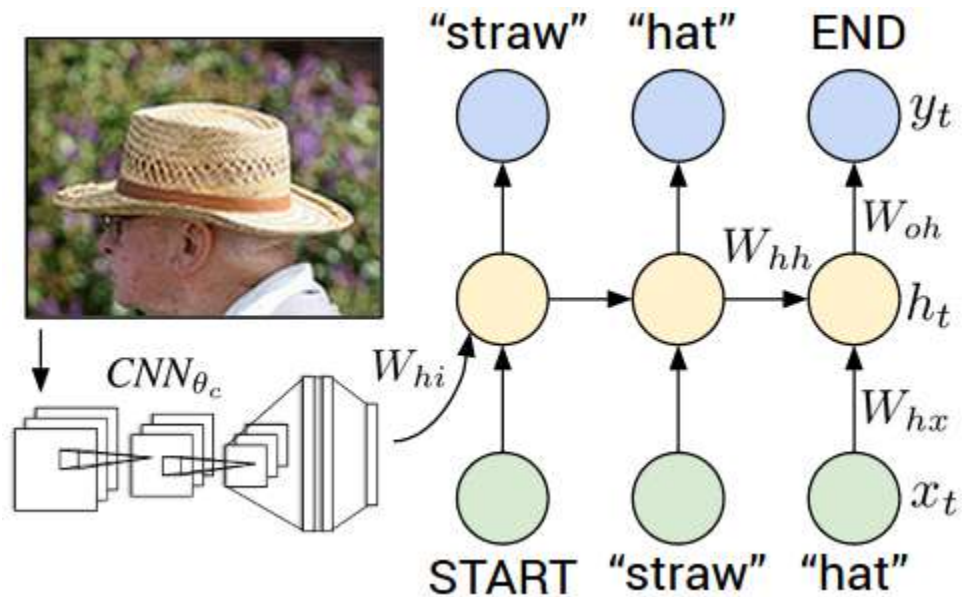 “straw” “hat” END
y_t
W_oh
W_hh
h_t
CNN_θc
W_hi
W_hx
x_t
START “straw” “hat”